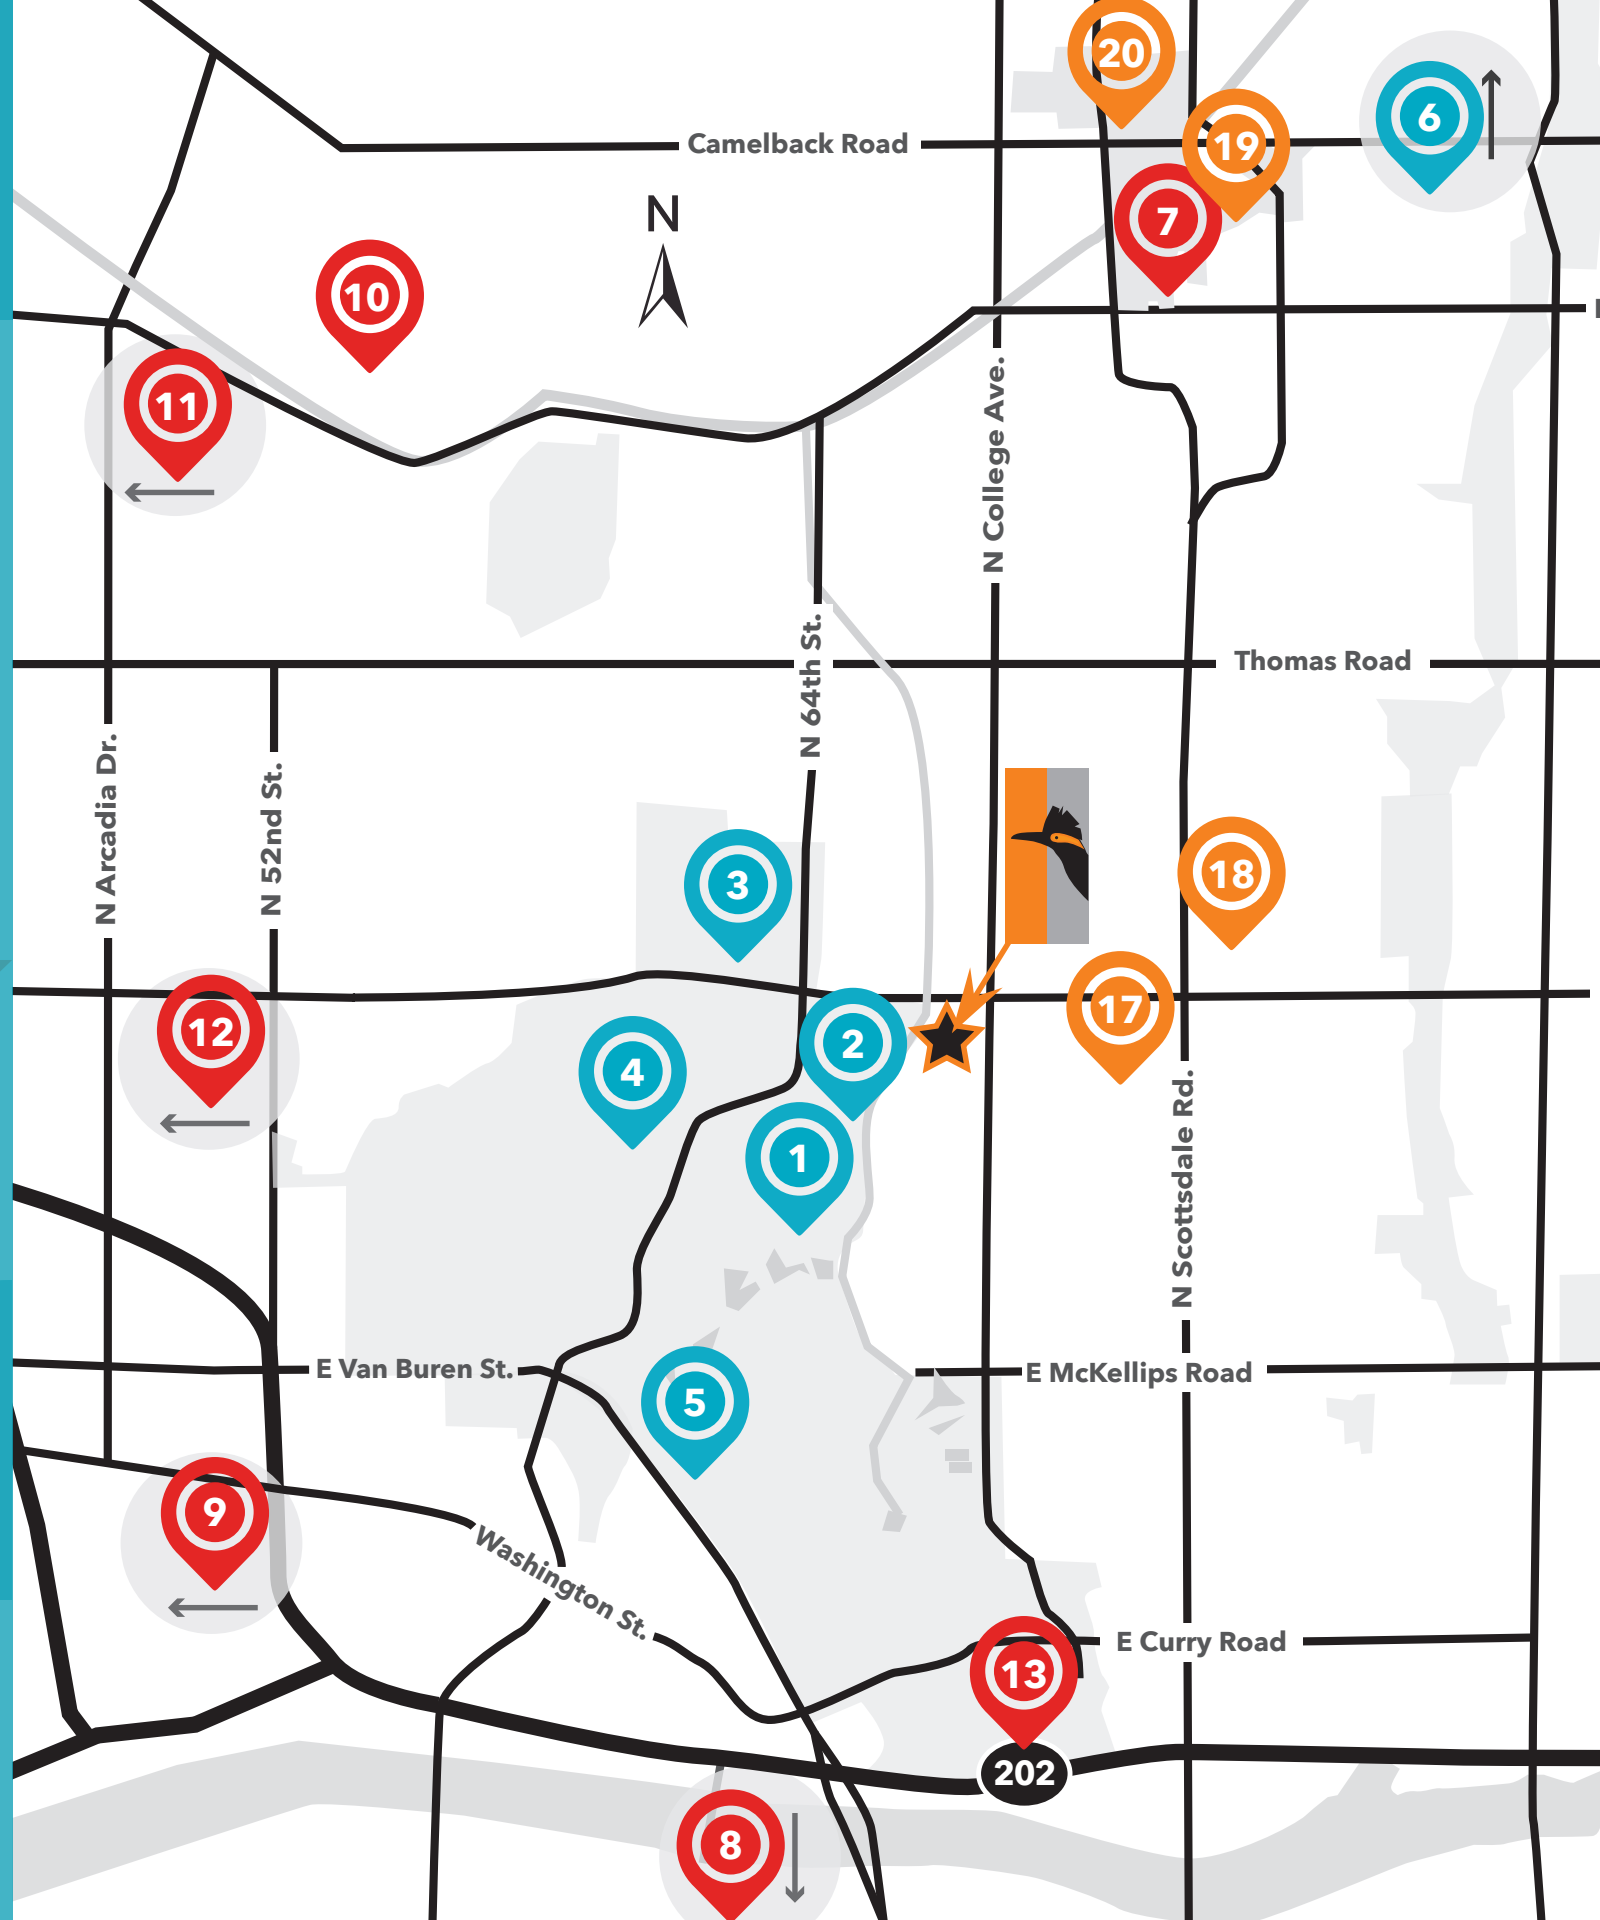 20
6
19
Camelback Road
7
N
10
11
N College Ave.
N 64th St.
Thomas Road
N Arcadia Dr.
N 52nd St.
3
18
12
17
2
4
1
N Scottsdale Rd.
E Van Buren St.
E McKellips Road
5
9
Washington St.
E Curry Road
13
202
8